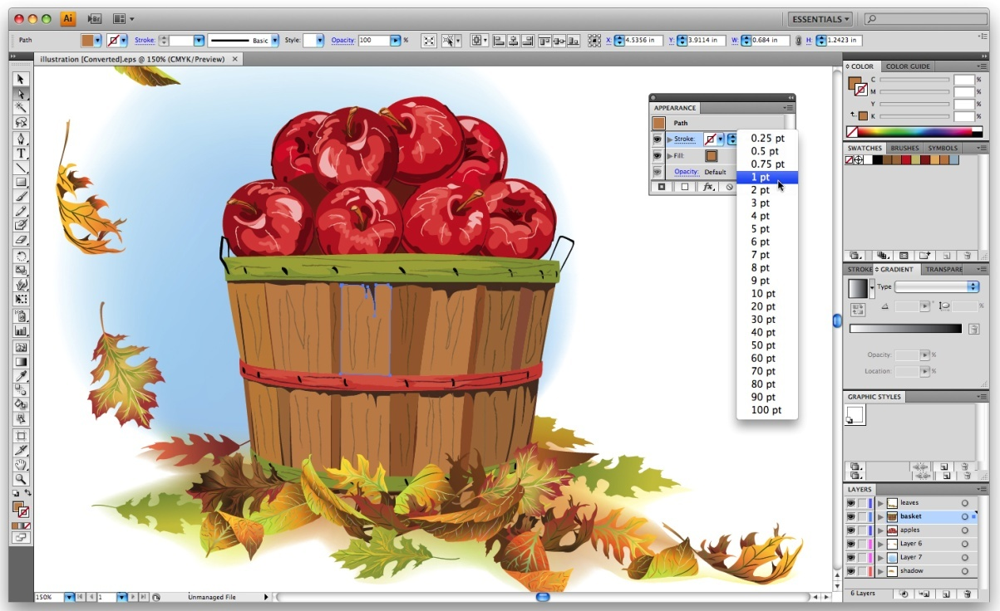 Ai Br ESSENTIALS
Path Stroke: Basic Style: Opacity: 100 % X: 4.5356 in Y: 3.9114 in W: 0.684 in H: 1.2423 in
illustration [Converted].eps @ 150% (CMYK/Preview)
APPEARANCE
Path
Stroke:
Fill:
Opacity: Default
fx
0.25 pt
0.5 pt
0.75 pt
1 pt
2 pt
3 pt
4 pt
5 pt
6 pt
7 pt
8 pt
9 pt
10 pt
20 pt
30 pt
40 pt
50 pt
60 pt
70 pt
80 pt
90 pt
100 pt
COLOR COLOR GUIDE
C %
M %
Y %
K %
SWATCHES BRUSHES SYMBOLS
STROKE GRADIENT TRANSPARE
Type
%
Opacity: %
Location: %
GRAPHIC STYLES
LAYERS
leaves
basket
apples
Layer 6
Layer 7
shadow
6 Layers
150% 1 Unmanaged File